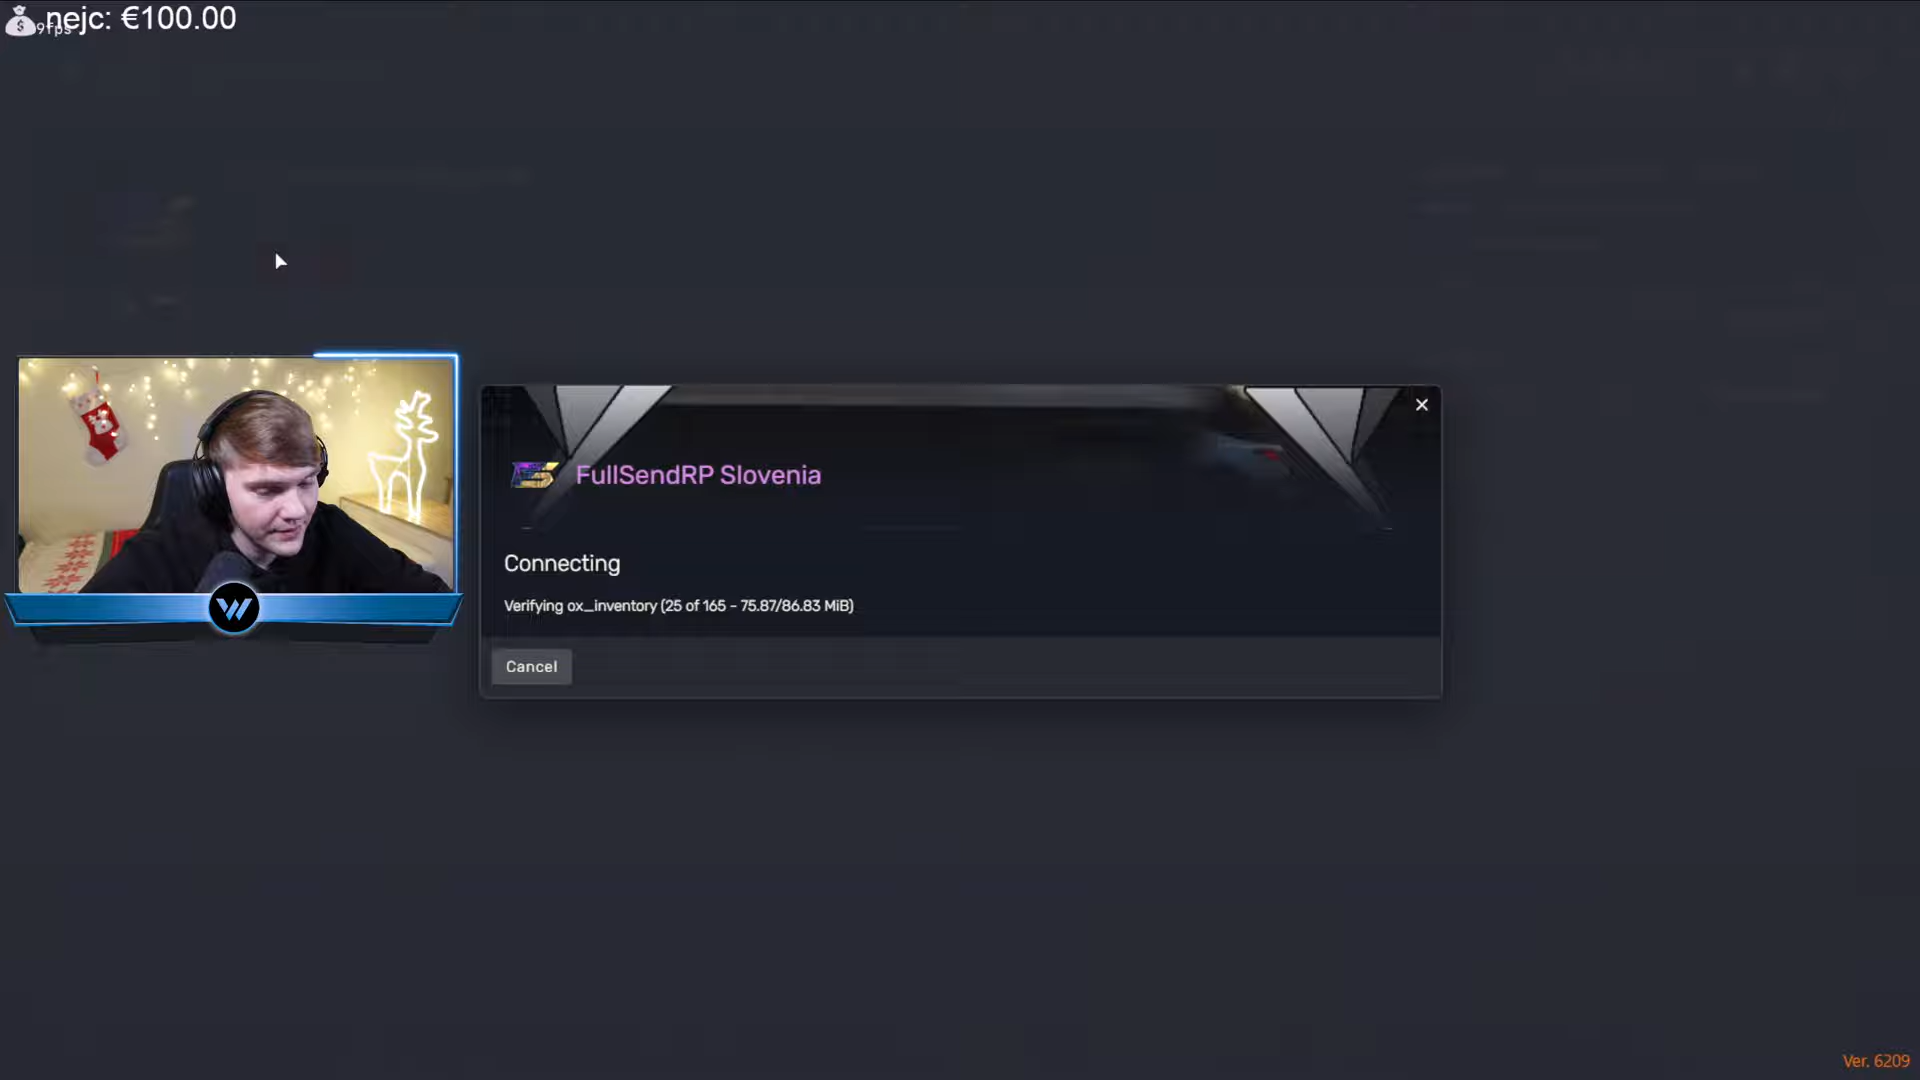 nejc: €100.00
9fps
FullSendRP Slovenia
Connecting
Verifying ox_inventory (25 of 165 - 75.87/86.83 MiB)
Cancel
Ver. 6209